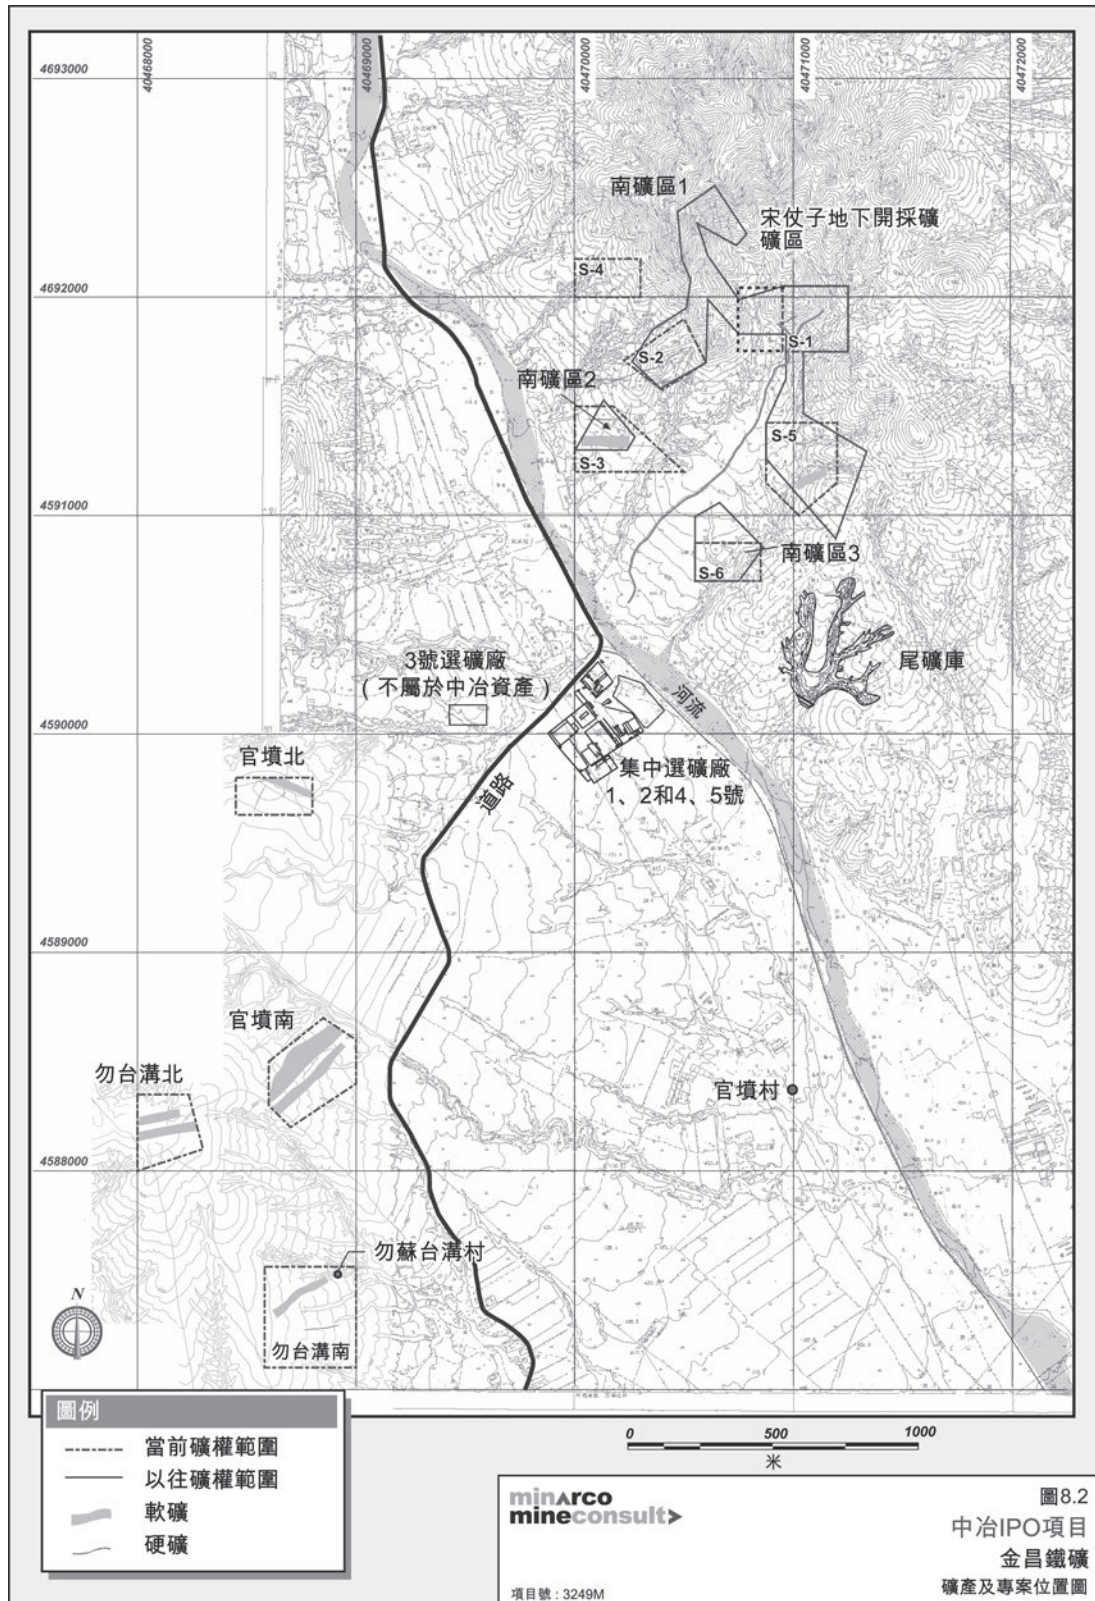 40468000
40469000
40470000
40471000
40472000
4693000
南礦區1
宋仗子地下開採礦
礦區
S-4
4692000
S-1
S-2
南礦區2
S-5
S-3
4591000
南礦區3
S-6
3號選礦廠
(不屬於中冶資產)
尾礦庫
河流
4590000
官墳北
集中選礦廠
1、2和4、5號
道路
4589000
官墳南
勿台溝北
官墳村
4588000
勿蘇台溝村
N
勿台溝南
圖例
當前礦權範圍
以往礦權範圍
軟礦
硬礦
0 500 1000
米
minarco
mineconsult
圖8.2
中冶IPO項目
金昌鐵礦
礦產及專案位置圖
項目號 : 3249M